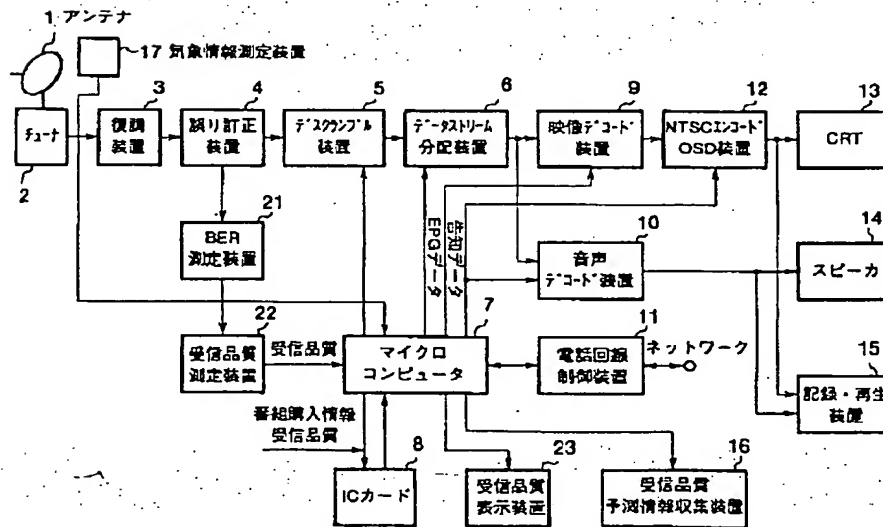 1 アンテナ
17 気象情報測定装置
チューナ
2
3
復調
装置
4
誤り訂正
装置
5
デスクランブル
装置
6
データストリーム
分配装置
9
映像デコード
装置
12
NTSCエンコード
OSD装置
13
CRT
21
BER
測定装置
EPGデータ
告知データ
10
音声
デコード装置
14
スピーカ
22
受信品質
測定装置
受信品質
7
マイクロ
コンピュータ
11
電話回線
制御装置
ネットワーク
15
記録・再生
装置
番組購入情報
受信品質
8
ICカード
23
受信品質
表示装置
16
受信品質
予測情報収集装置